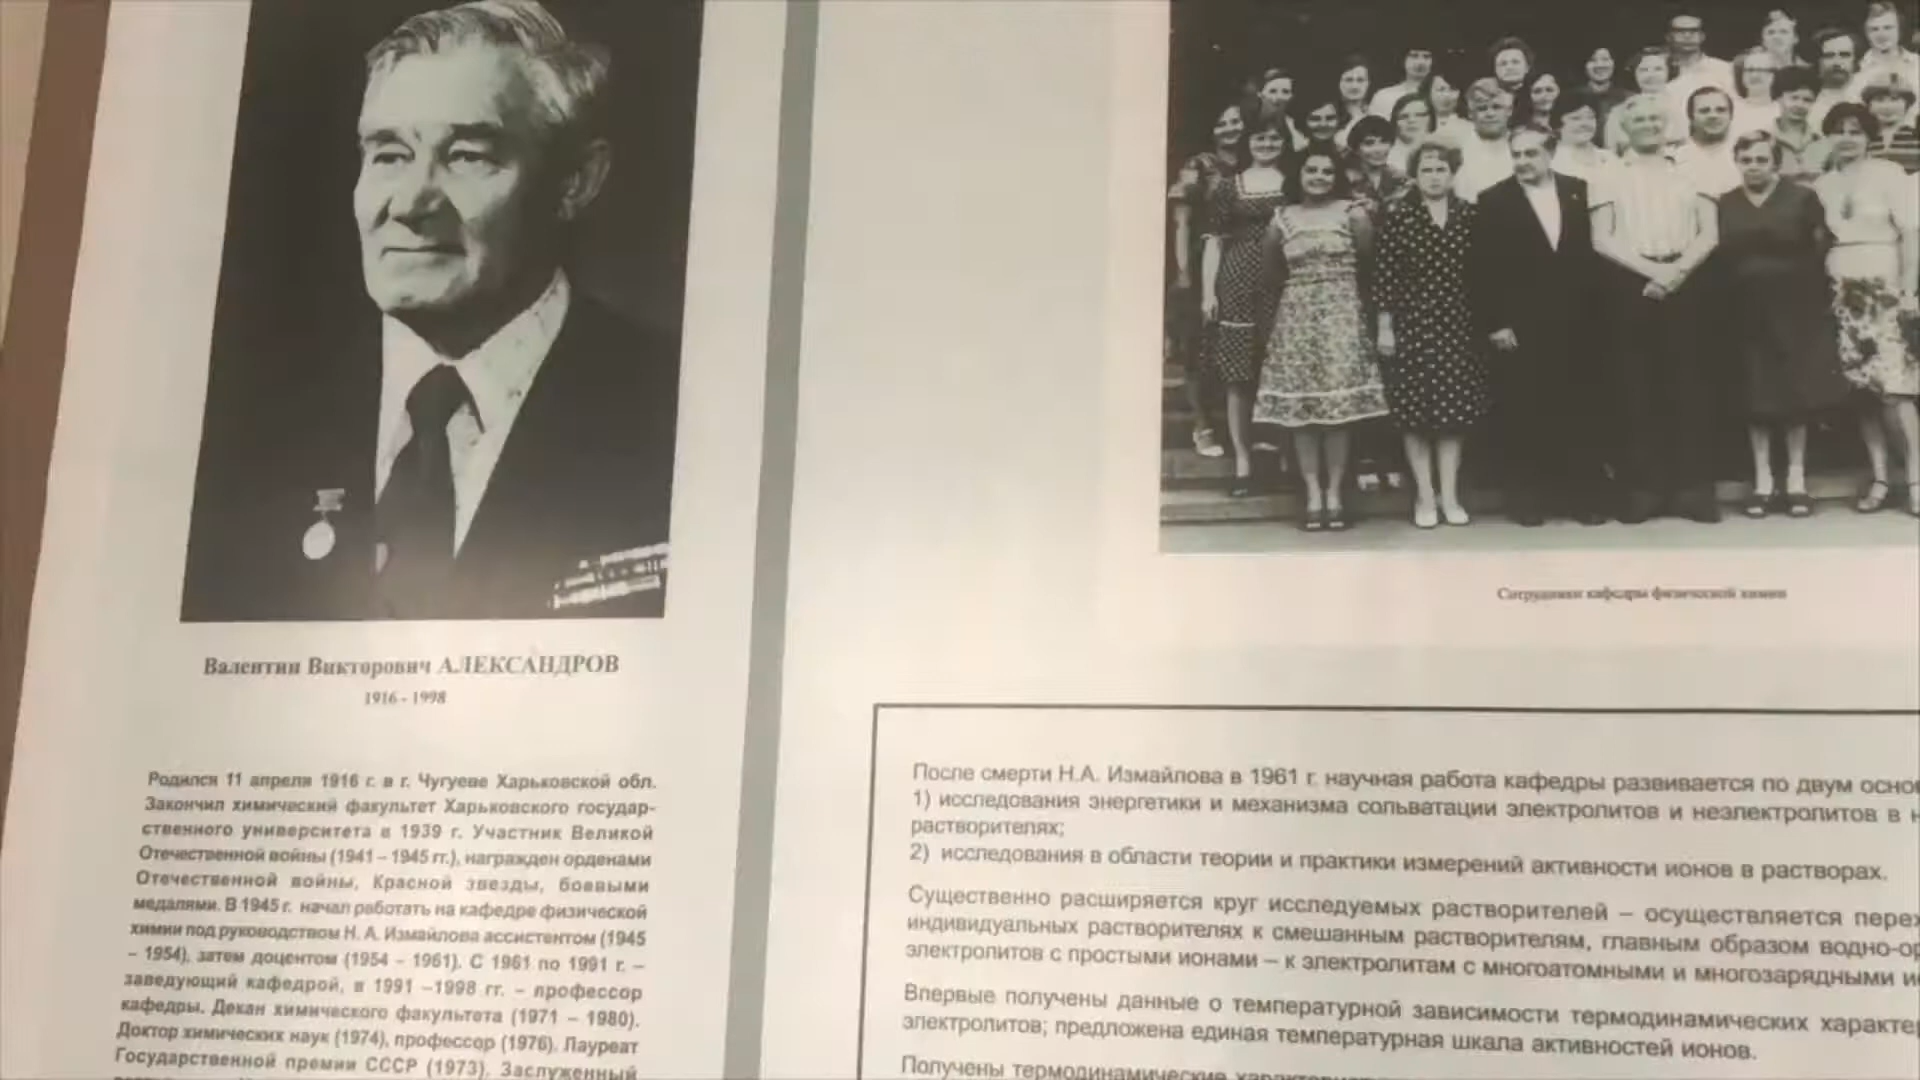 Валентин Викторович АЛЕКСАНДРОВ
1916 - 1998
Родился 11 апреля 1916 г. в г. Чугуеве Харьковской обл.
Закончил химический факультет Харьковского государ-
ственного университета в 1939 г. Участник Великой
Отечественной войны (1941 – 1945 гг.), награжден орденами
Отечественной войны, Красной звезды, боевыми
медалями. В 1945 г. начал работать на кафедре физической
химии под руководством Н. А. Измайлова ассистентом (1945
– 1954), затем доцентом (1954 – 1961). С 1961 по 1991 г. –
заведующий кафедрой, в 1991 –1998 гг. – профессор
кафедры. Декан химического факультета (1971 – 1980).
Доктор химических наук (1974), профессор (1976). Лауреат
Государственной премии СССР (1973). Заслуженный
Сотрудники кафедры физической химии
После смерти Н.А. Измайлова в 1961 г. научная работа кафедры развивается по двум осно
1) исследования энергетики и механизма сольватации электролитов и неэлектролитов в н
растворителях;
2) исследования в области теории и практики измерений активности ионов в растворах.
Существенно расширяется круг исследуемых растворителей – осуществляется перех
индивидуальных растворителях к смешанным растворителям, главным образом водно-ор
электролитов с простыми ионами – к электролитам с многоатомными и многозарядными и
Впервые получены данные о температурной зависимости термодинамических характе
электролитов; предложена единая температурная шкала активностей ионов.
Получены термодинамические